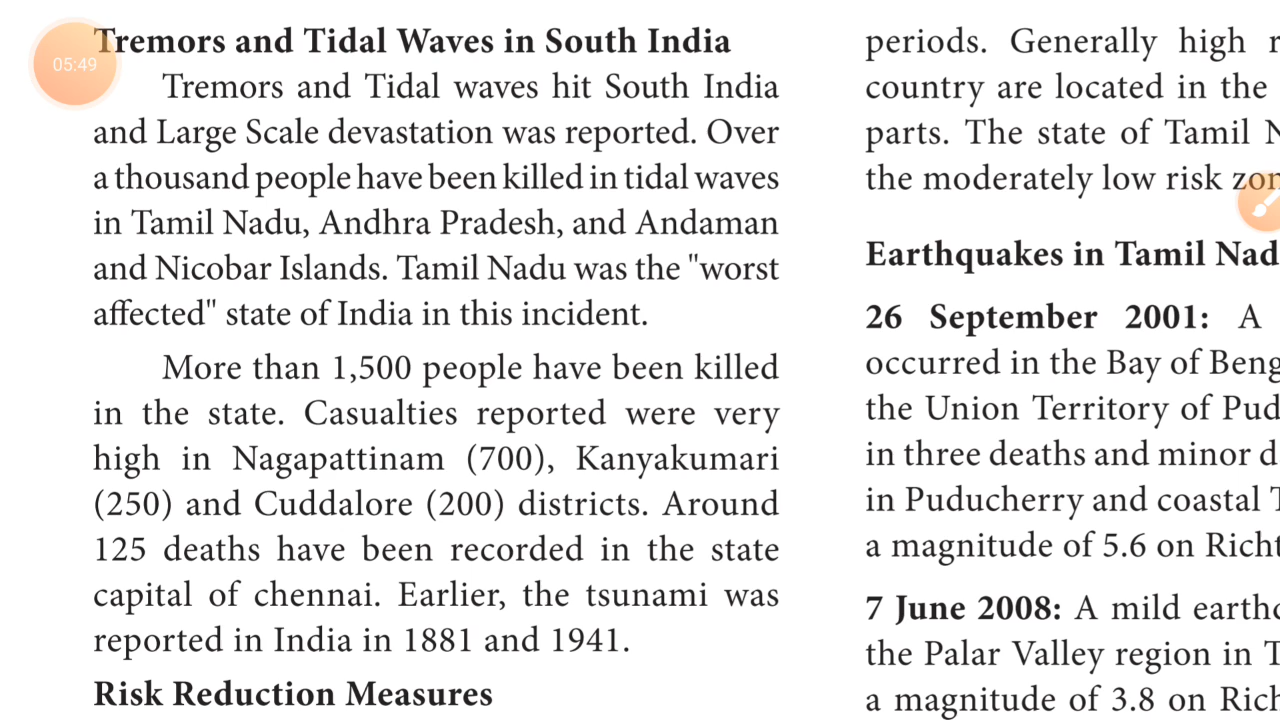 05:49
Tremors and Tidal Waves in South India
Tremors and Tidal waves hit South India
and Large Scale devastation was reported. Over
a thousand people have been killed in tidal waves
in Tamil Nadu, Andhra Pradesh, and Andaman
and Nicobar Islands. Tamil Nadu was the "worst
affected" state of India in this incident.
More than 1,500 people have been killed
in the state. Casualties reported were very
high in Nagapattinam (700), Kanyakumari
(250) and Cuddalore (200) districts. Around
125 deaths have been recorded in the state
capital of chennai. Earlier, the tsunami was
reported in India in 1881 and 1941.
Risk Reduction Measures
periods. Generally high
country are located in the
parts. The state of Tamil
the moderately low risk
Earthquakes in Tamil
26 September 2001: A
occurred in the Bay of
the Union Territory of
in three deaths and minor
in Puducherry and coastal
a magnitude of 5.6 on
7 June 2008: A mild
the Palar Valley region in
a magnitude of 3.8 on